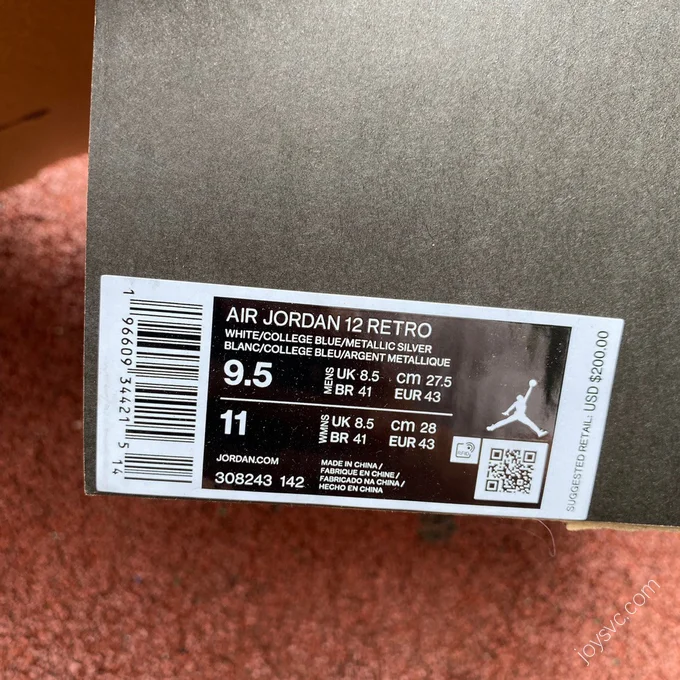 AIR JORDAN 12 RETRO
WHITE/COLLEGE BLUE/METALLIC SILVER
BLANC/COLLEGE BLEU/ARGENT METALLIQUE
9.5 MENS UK 8.5 cm 27.5
BR 41 EUR 43
11 WMNS UK 8.5 cm 28
BR 41 EUR 43
JORDAN.COM
308243 142
MADE IN CHINA/
FABRIQUE EN CHINE/
FABRICADO NA CHINA/
HECHO EN CHINA
RFID
1 96609 34421 5 14
SUGGESTED RETAIL: USD $200.00
joysvc.com